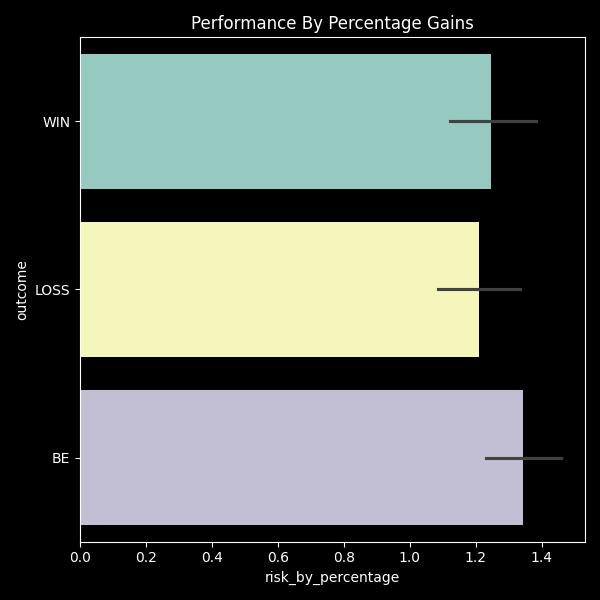 Performance By Percentage Gains
outcome
WIN
LOSS
BE
0.0 0.2 0.4 0.6 0.8 1.0 1.2 1.4
risk_by_percentage